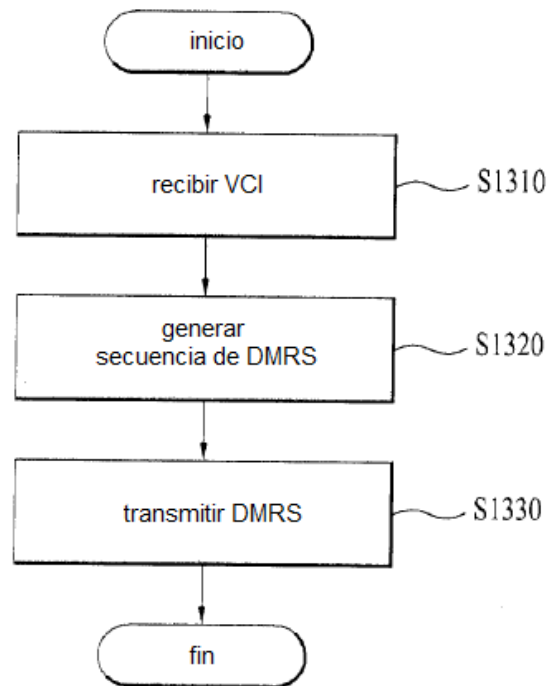 inicio
recibir VCI
S1310
generar
secuencia de DMRS
S1320
transmitir DMRS
S1330
fin